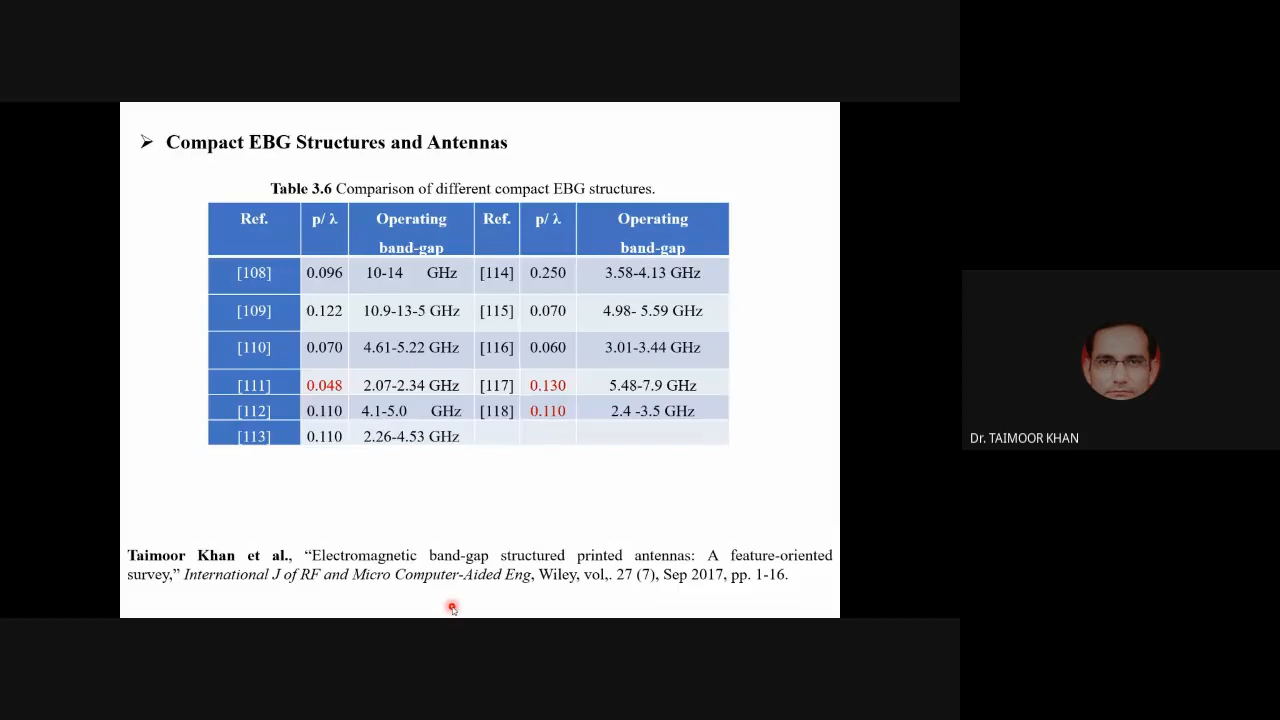 ➢ Compact EBG Structures and Antennas
Table 3.6 Comparison of different compact EBG structures.
Ref. p/ λ Operating band-gap Ref. p/ λ Operating band-gap
[108] 0.096 10-14 GHz [114] 0.250 3.58-4.13 GHz
[109] 0.122 10.9-13-5 GHz [115] 0.070 4.98- 5.59 GHz
[110] 0.070 4.61-5.22 GHz [116] 0.060 3.01-3.44 GHz
[111] 0.048 2.07-2.34 GHz [117] 0.130 5.48-7.9 GHz
[112] 0.110 4.1-5.0 GHz [118] 0.110 2.4 -3.5 GHz
[113] 0.110 2.26-4.53 GHz
Taimoor Khan et al., “Electromagnetic band-gap structured printed antennas: A feature-oriented
survey,” International J of RF and Micro Computer-Aided Eng, Wiley, vol,. 27 (7), Sep 2017, pp. 1-16.
Dr. TAIMOOR KHAN